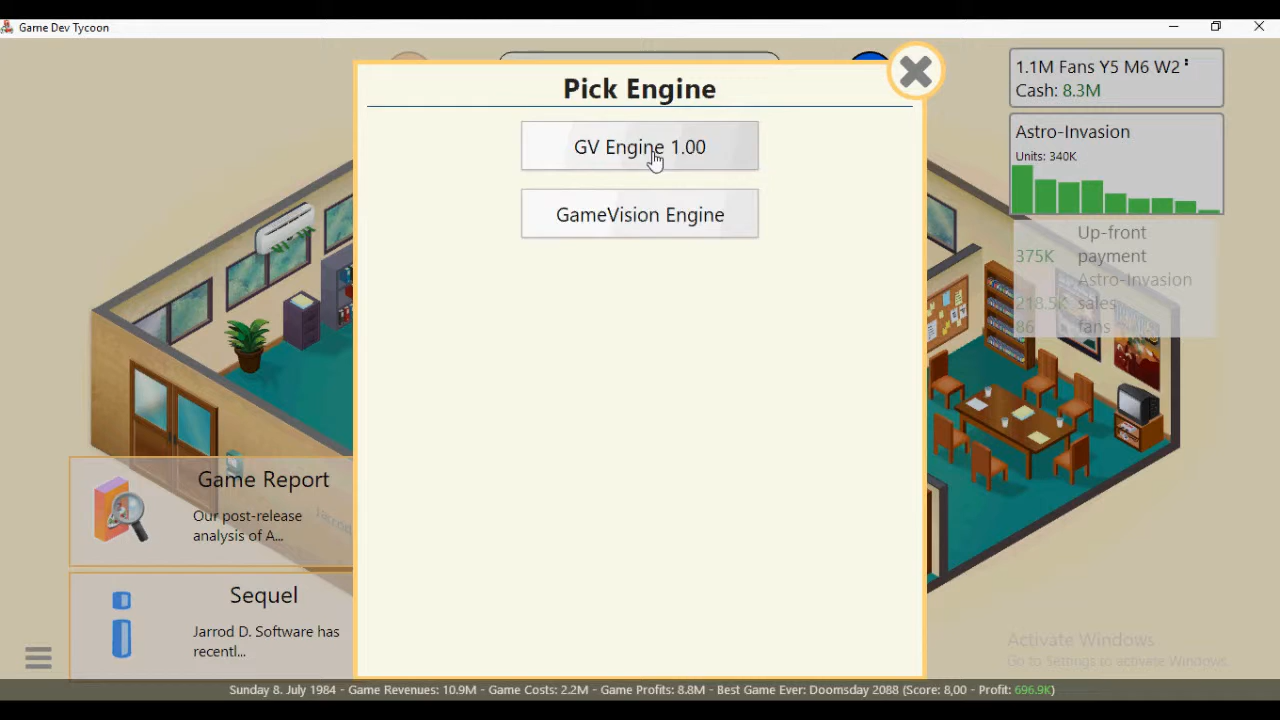 Game Dev Tycoon
Pick Engine
GV Engine 1.00
GameVision Engine
1.1M Fans Y5 M6 W2
Cash: 8.3M
Astro-Invasion
Units: 340K
Up-front
375K payment
Astro-Invasion
218.5K sales
86 fans
Game Report
Our post-release
analysis of A...
Sequel
Jarrod D. Software has
recentl...
Activate Windows
Go to Settings to activate Windows.
Sunday 8. July 1984 - Game Revenues: 10.9M - Game Costs: 2.2M - Game Profits: 8.8M - Best Game Ever: Doomsday 2088 (Score: 8,00 - Profit: 696.9K)